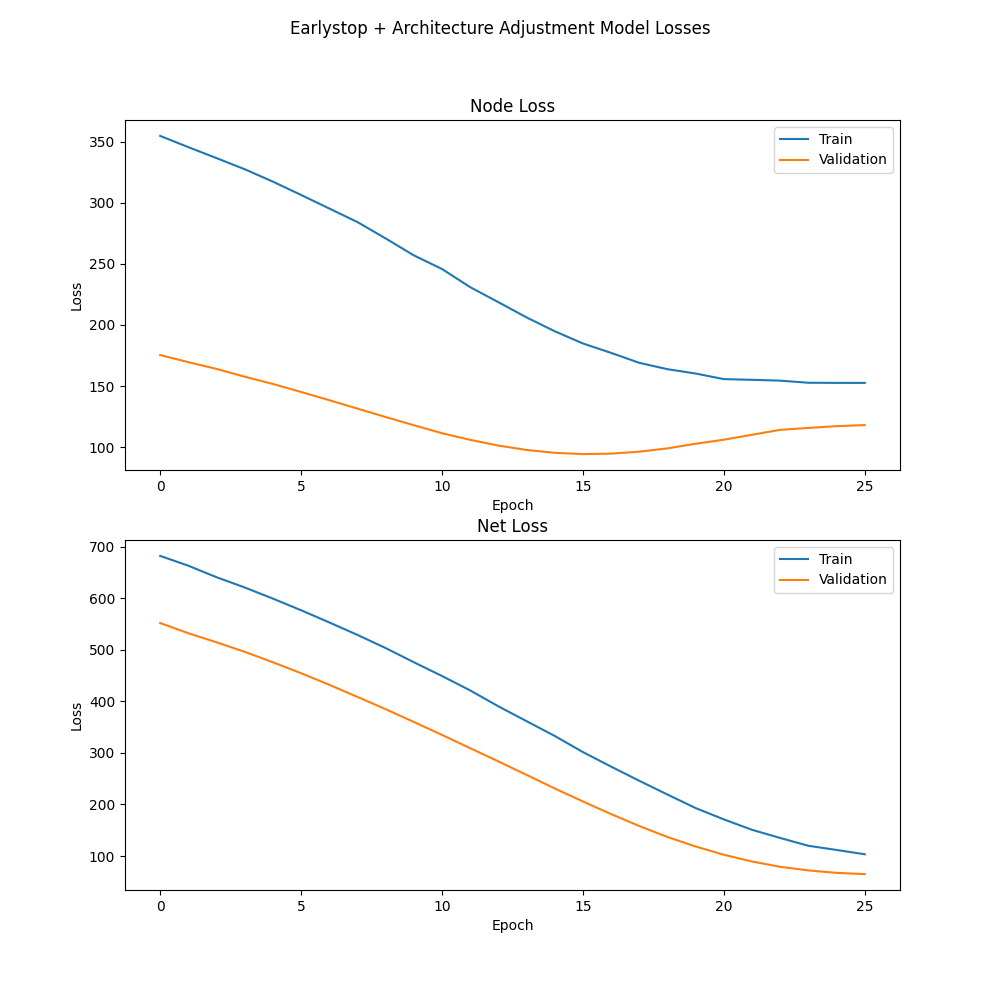 Earlystop + Architecture Adjustment Model Losses
Node Loss
Train
Validation
350
300
250
200
150
100
Loss
0 5 10 15 20 25
Epoch
Net Loss
Train
Validation
700
600
500
400
300
200
100
Loss
0 5 10 15 20 25
Epoch